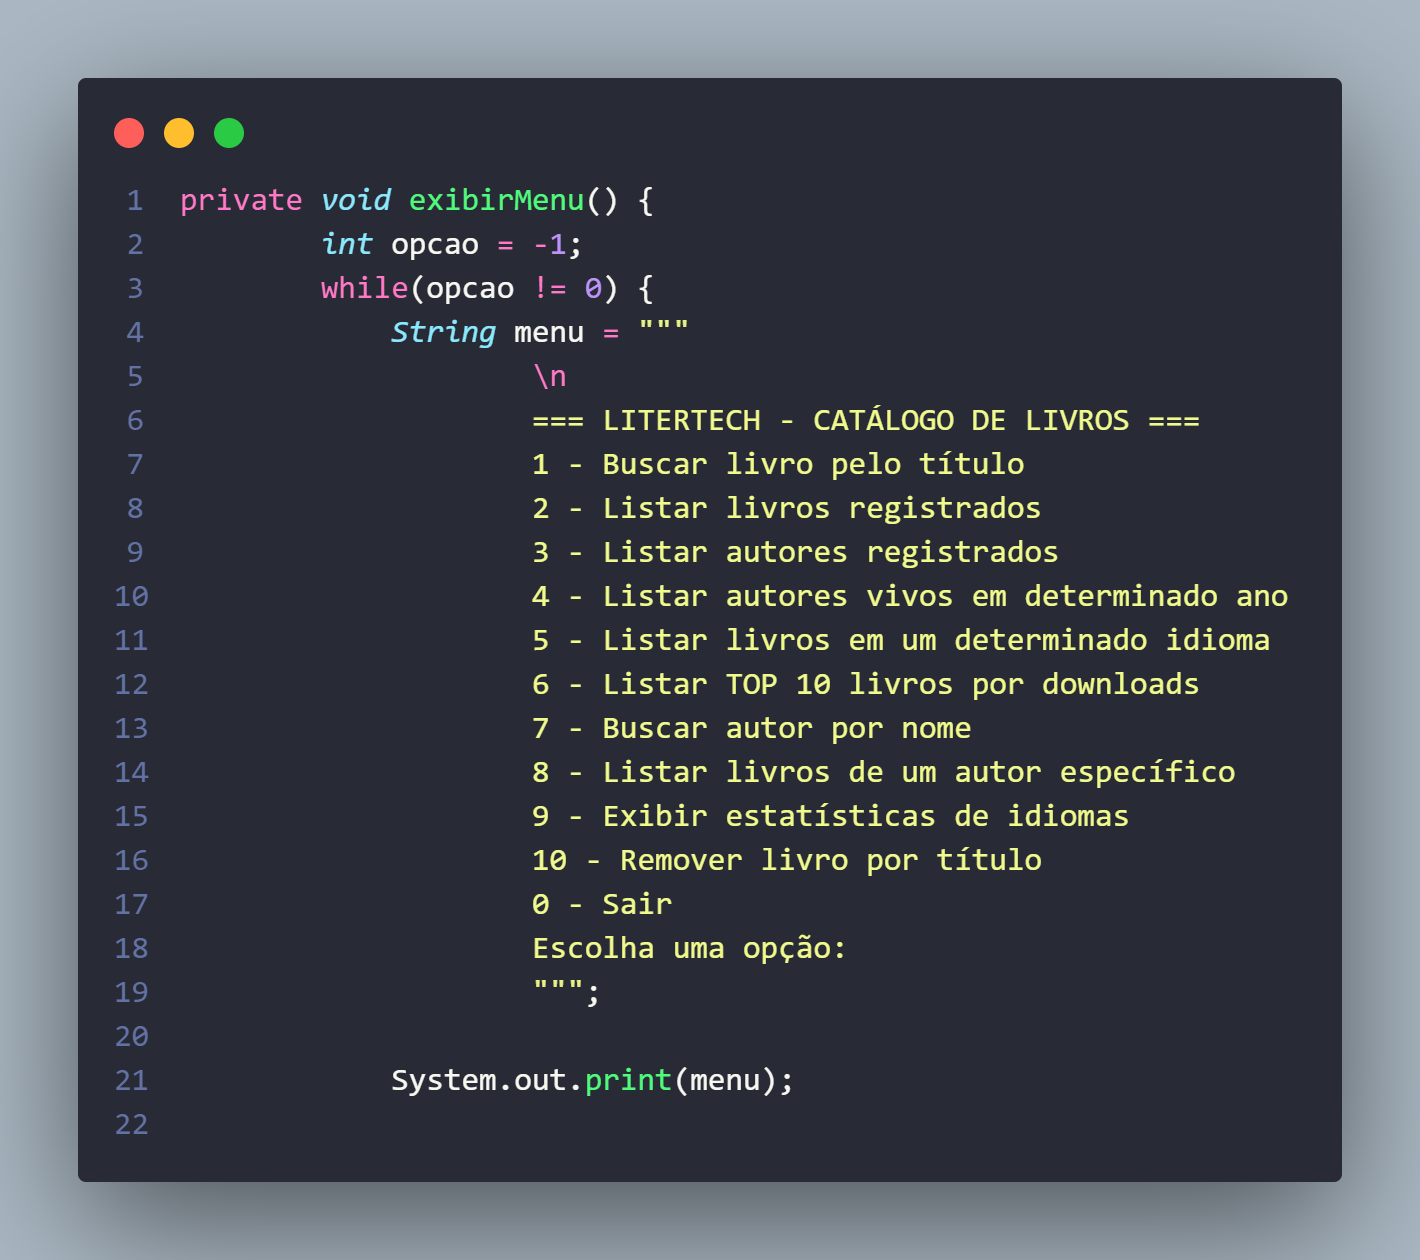 1 private void exibirMenu() {
2         int opcao = -1;
3         while(opcao != 0) {
4             String menu = """
5                     \n
6                     === LITERTECH - CATÁLOGO DE LIVROS ===
7                     1 - Buscar livro pelo título
8                     2 - Listar livros registrados
9                     3 - Listar autores registrados
10                     4 - Listar autores vivos em determinado ano
11                     5 - Listar livros em um determinado idioma
12                     6 - Listar TOP 10 livros por downloads
13                     7 - Buscar autor por nome
14                     8 - Listar livros de um autor específico
15                     9 - Exibir estatísticas de idiomas
16                     10 - Remover livro por título
17                     0 - Sair
18                     Escolha uma opção:
19                     """;
20
21             System.out.print(menu);
22